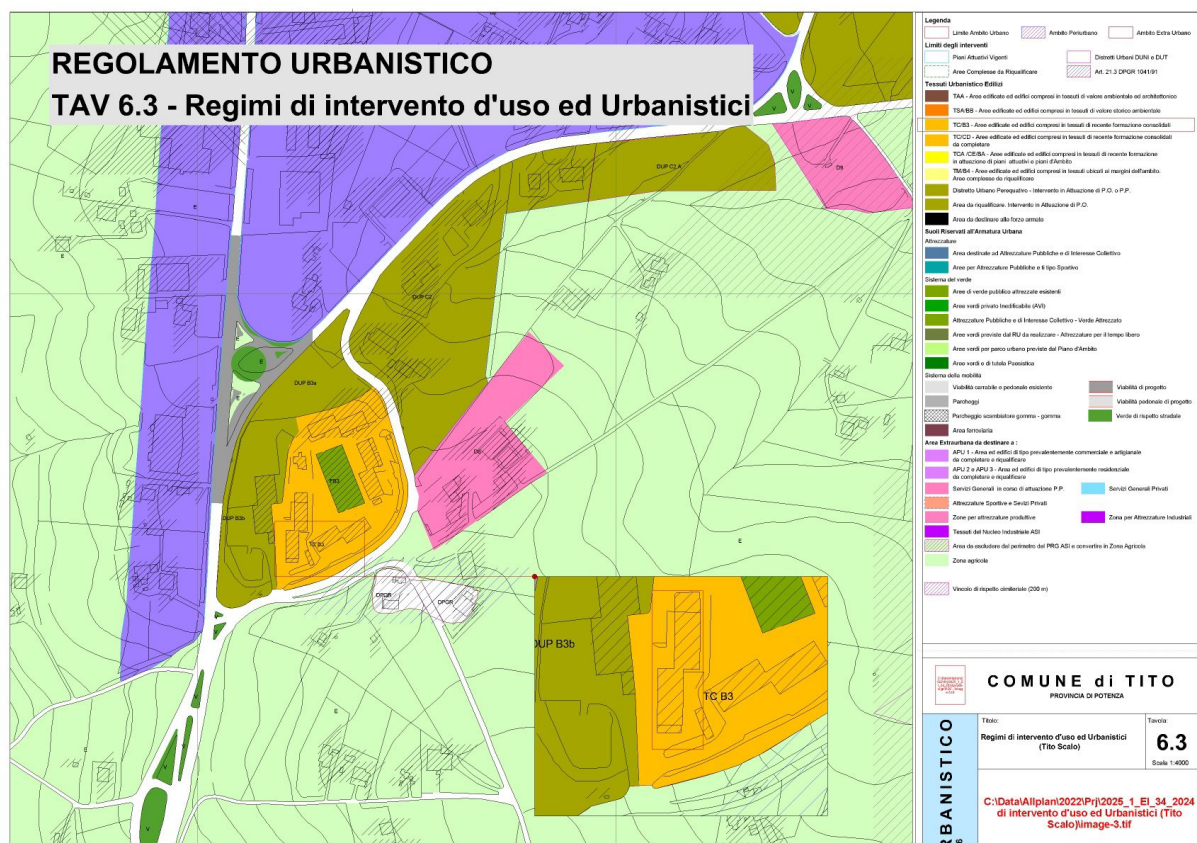 REGOLAMENTO URBANISTICO
TAV 6.3 - Regimi di intervento d'uso ed Urbanistici
DUP C2 A
D8
E
DUP C2
E
E
E
DUP B3a
FB3
D8
DUP B3b
TC B3
E
DPGR
DPGR
DUP B3b
TC B3
E
E
V
Legenda
Limite Ambito Urbano
Ambito Periurbano
Ambito Extra Urbano
Limiti degli interventi
Piani Attuativi Vigenti
Distretti Urbani DUNI e DUT
Aree Complesse da Riqualificare
Art. 21.3 DPGR 1041/91
Tessuti Urbanistico Edilizi
TAA - Aree edificate ed edifici compresi in tessuti di valore ambientale ed architettonico
TSA/BB - Aree edificate ed edifici compresi in tessuti di valore storico ambientale
TC/B3 - Aree edificate ed edifici compresi in tessuti di recente formazione consolidati
TC/CD - Aree edificate ed edifici compresi in tessuti di recente formazione consolidati
da completare
TCA /CE/BA - Aree edificate ed edifici compresi in tessuti di recente formazione
in attuazione di piani attuativi e piani d'Ambito
TM/B4 - Aree edificate ed edifici compresi in tessuti ubicati ai margini dell'ambito.
Aree complesse da riqualificare
Distretto Urbano Perequativo - Intervento in Attuazione di P.O. o P.P.
Area da riqualificare. Intervento in Attuazione di P.O.
Area da destinare alle forze armate
Suoli Riservati all'Armatura Urbana
Attrezzature
Area destinate ad Attrezzature Pubbliche e di Interesse Collettivo
Aree per Attrezzature Pubbliche e il tipo Sportivo
Sistema del verde
Aree di verde pubblico attrezzate esistenti
Aree verdi privato Inedificabile (AVI)
Attrezzature Pubbliche e di Interesse Collettivo - Verde Attrezzato
Aree verdi previste dal RU da realizzare - Attrezzature per il tempo libero
Aree verdi per parco urbano previste dal Piano d'Ambito
Aree verdi e di tutela Paesistica
Sistema della mobilità
Viabilità carrabile e pedonale esistente
Viabilità di progetto
Parcheggi
Viabilità pedonale di progetto
Parcheggio scambiatore gomma - gomma
Verde di rispetto stradale
Area ferroviaria
Area Extraurbana da destinare a :
APU 1 - Area ed edifici di tipo prevalentemente commerciale e artigianale
da completare e riqualificare
APU 2 e APU 3 - Area ed edifici di tipo prevalentemente residenziale
da completare e riqualificare
Servizi Generali in corso di attuazione P.P.
Servizi Generali Privati
Attrezzature Sportive e Sevizi Privati
Zone per attrezzature produttive
Zona per Attrezzature Industriali
Tessuti del Nucleo Industriale ASI
Area da escludere dal perimetro del PRG ASI e convertire in Zona Agricola
Zone agricole
Vincolo di rispetto cimiteriale (200 m)
COMUNE di TITO
PROVINCIA DI POTENZA
RBANISTICO
Titolo:
Regimi di intervento d'uso ed Urbanistici
(Tito Scalo)
Tavola:
6.3
Scala 1:4000
C:\Data\Allplan\2022\Prj\2025_1_EI_34_2024
di intervento d'uso ed Urbanistici (Tito
Scalo)\image-3.tif